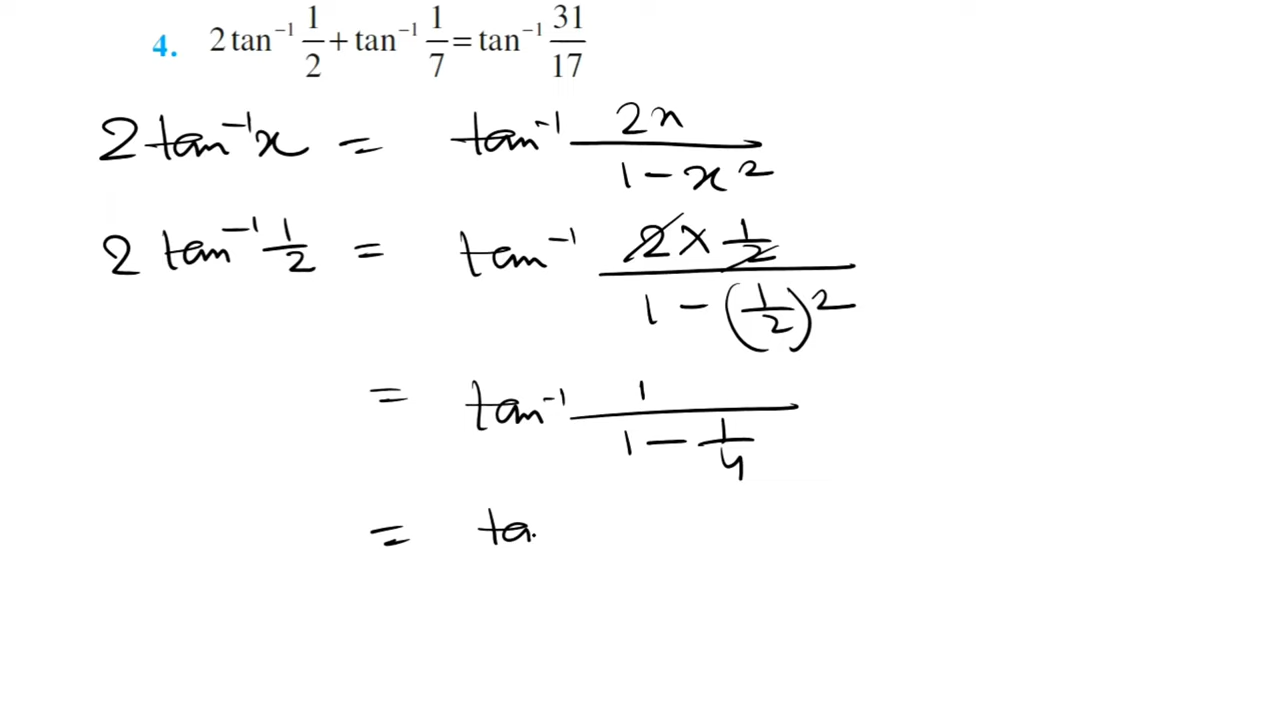 4. 2 tan⁻¹ 1/2 + tan⁻¹ 1/7 = tan⁻¹ 31/17
2 tan⁻¹x = tan⁻¹ 2x/(1 - x²)
2 tan⁻¹ 1/2 = tan⁻¹ (2 × 1/2)/(1 - (1/2)²)
= tan⁻¹ 1/(1 - 1/4)
= ta